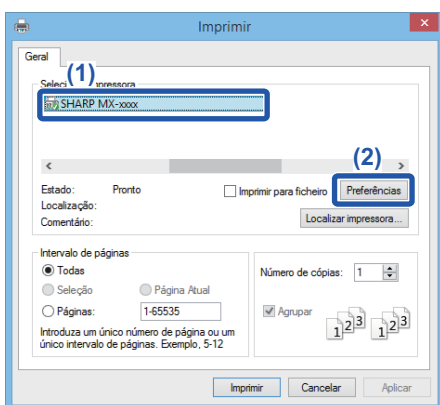 Imprimir
Geral
(1)
Selecionar impressora
SHARP MX-xxxx
(2)
Estado: Pronto
Imprimir para ficheiro
Preferências
Localização:
Comentário:
Localizar impressora...
Intervalo de páginas
Todas
Seleção
Página Atual
Páginas:
1-65535
Introduza um único número de página ou um
único intervalo de páginas. Exemplo, 5-12
Número de cópias: 1
Agrupar
1 2 3
1 2 3
Imprimir
Cancelar
Aplicar